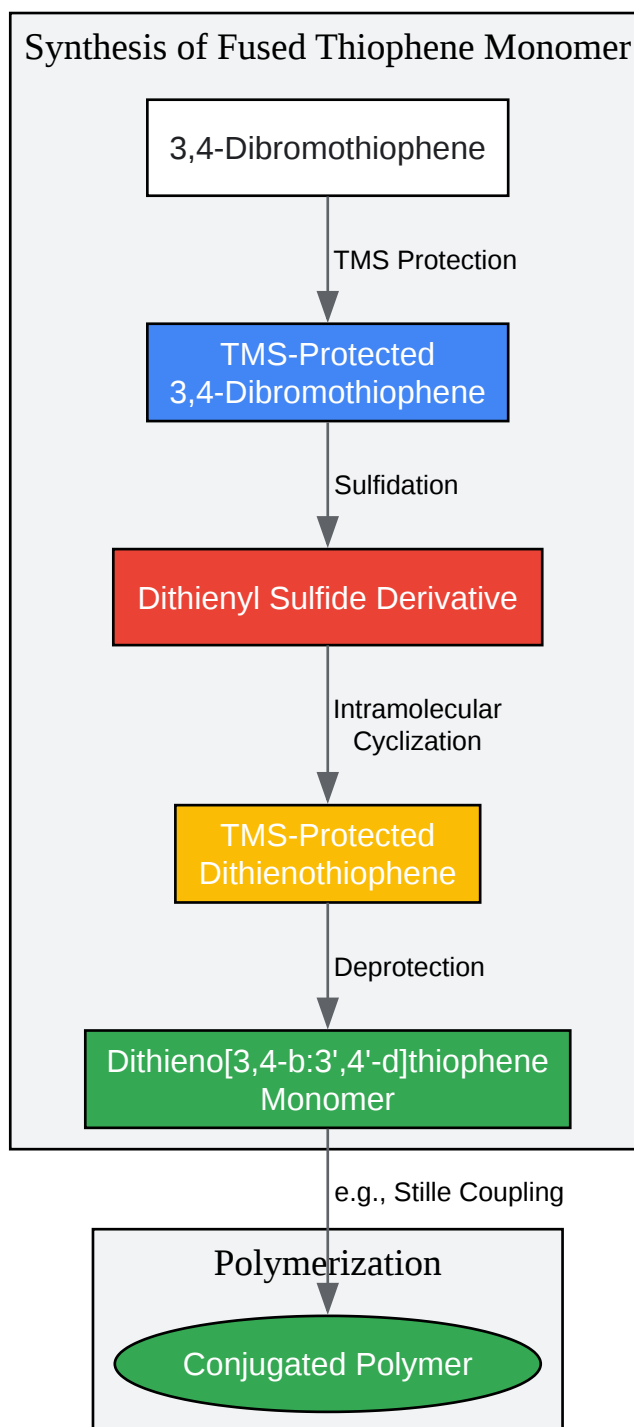 Synthesis of Fused Thiophene Monomer
3,4-Dibromothiophene
TMS Protection
TMS-Protected
3,4-Dibromothiophene
Sulfidation
Dithienyl Sulfide Derivative
Intramolecular
Cyclization
TMS-Protected
Dithienothiophene
Deprotection
Dithieno[3,4-b:3',4'-d]thiophene
Monomer
e.g., Stille Coupling
Polymerization
Conjugated Polymer